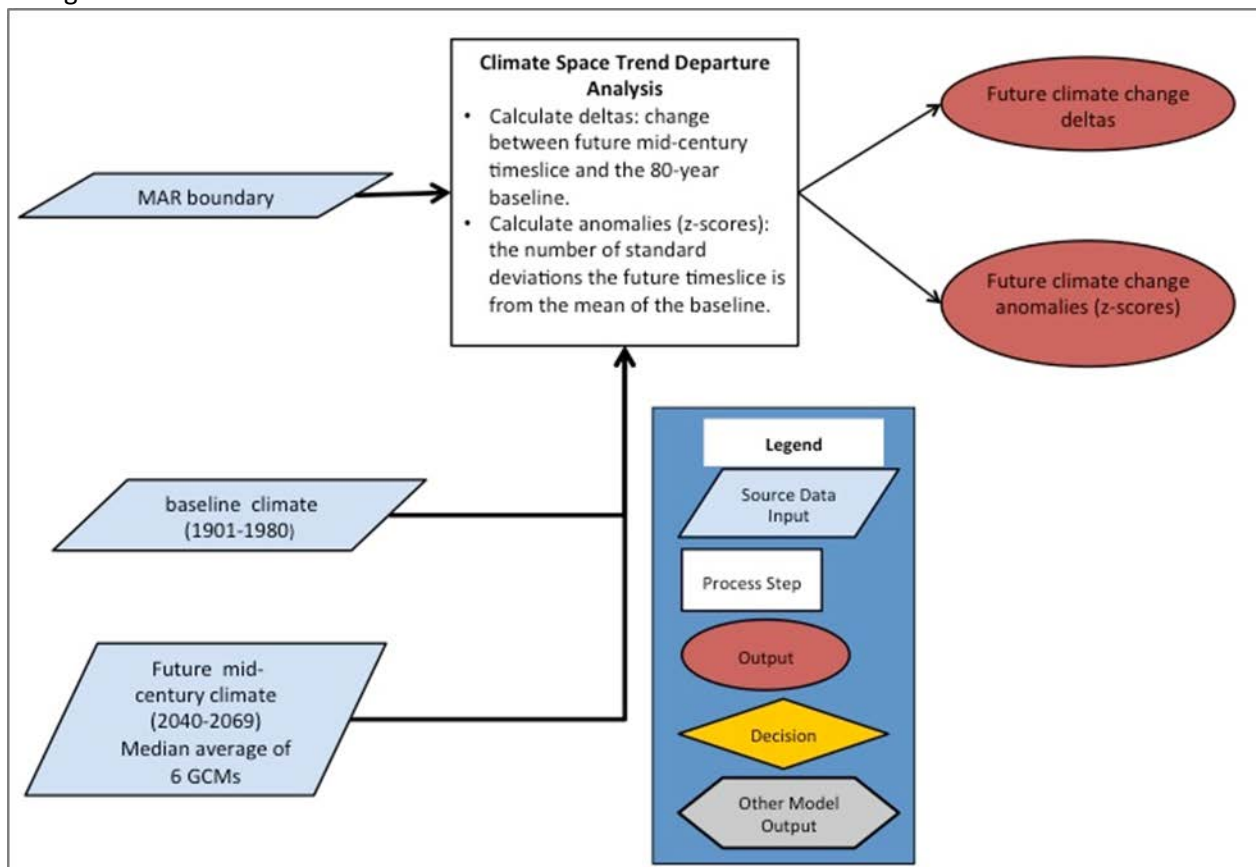 Climate Space Trend Departure
Analysis
• Calculate deltas: change
between future mid-century
timeslice and the 80-year
baseline.
• Calculate anomalies (z-scores):
the number of standard
deviations the future timeslice is
from the mean of the baseline.
MAR boundary
Future climate change
deltas
Future climate change
anomalies (z-scores)
baseline climate
(1901-1980)
Future mid-
century climate
(2040-2069)
Median average of
6 GCMs
Legend
Source Data
Input
Process Step
Output
Decision
Other Model
Output